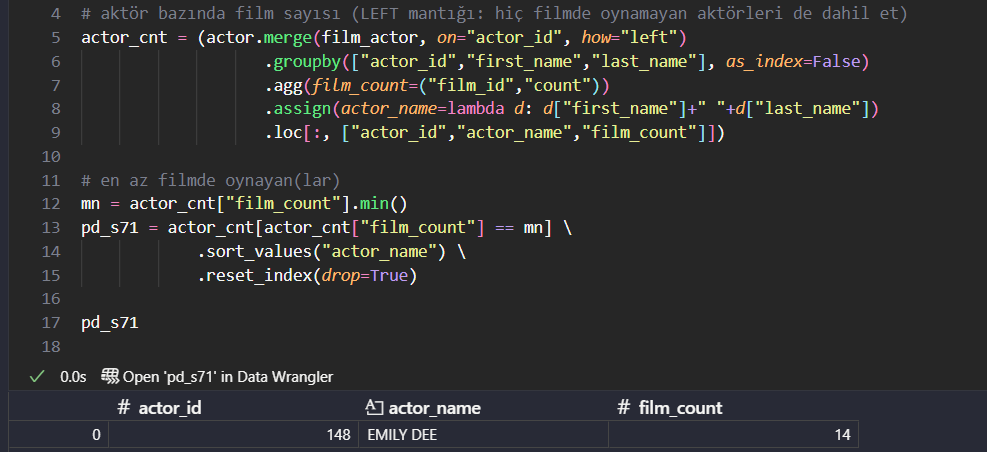 4 # aktör bazında film sayısı (LEFT mantığı: hiç filmde oynamayan aktörleri de dahil et)
5 actor_cnt = (actor.merge(film_actor, on="actor_id", how="left")
6 .groupby(["actor_id","first_name","last_name"], as_index=False)
7 .agg(film_count=("film_id","count"))
8 .assign(actor_name=lambda d: d["first_name"]+" "+d["last_name"])
9 .loc[:, ["actor_id","actor_name","film_count"]])
10
11 # en az filmde oynayan(lar)
12 mn = actor_cnt["film_count"].min()
13 pd_s71 = actor_cnt[actor_cnt["film_count"] == mn] \
14 .sort_values("actor_name") \
15 .reset_index(drop=True)
16
17 pd_s71
18
✓ 0.0s Open 'pd_s71' in Data Wrangler
# actor_id actor_name # film_count
0 148 EMILY DEE 14